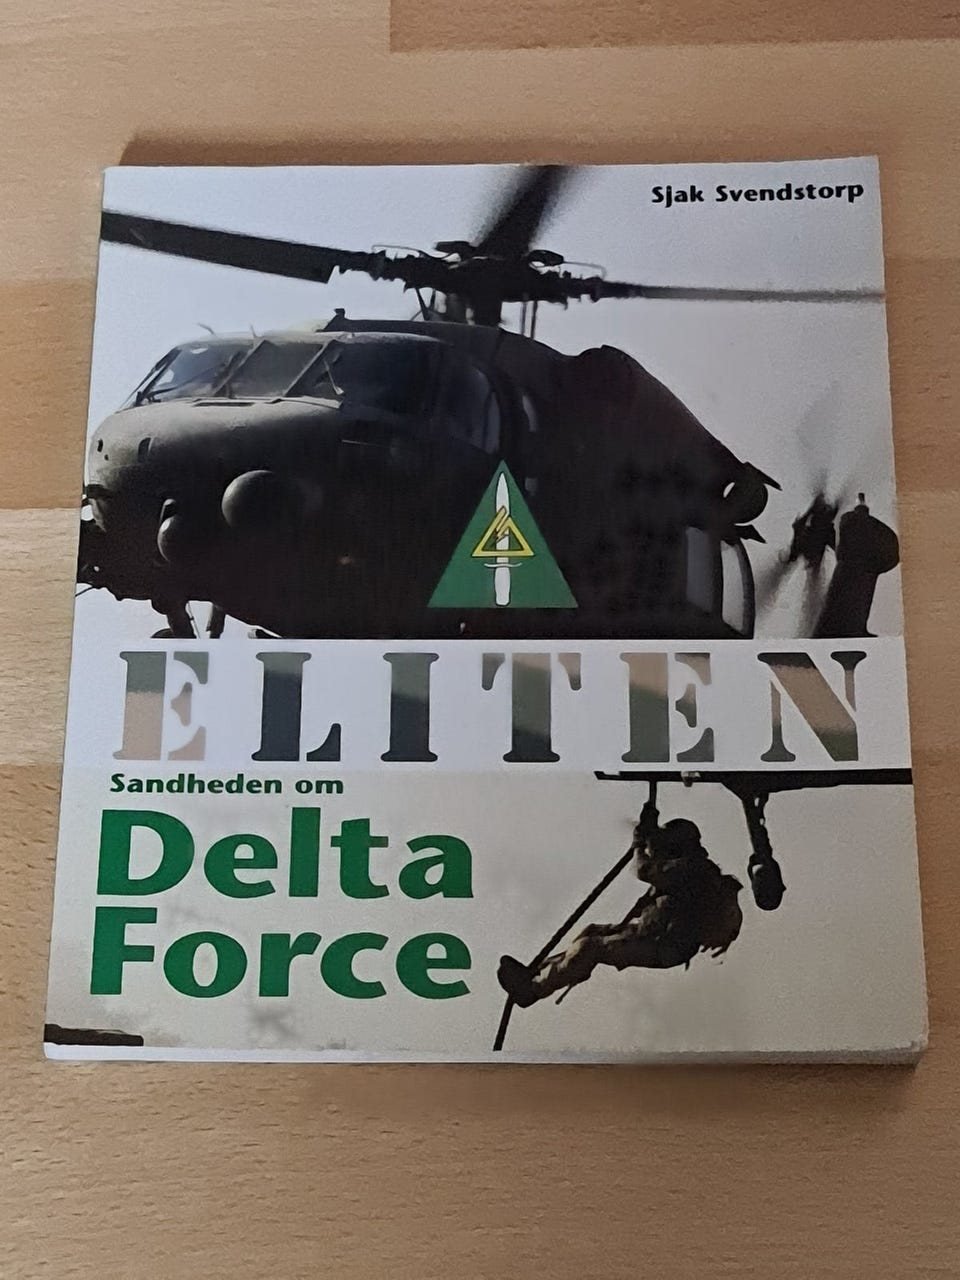 Sjak Svendstorp
ELITEN
Sandheden om
Delta
Force